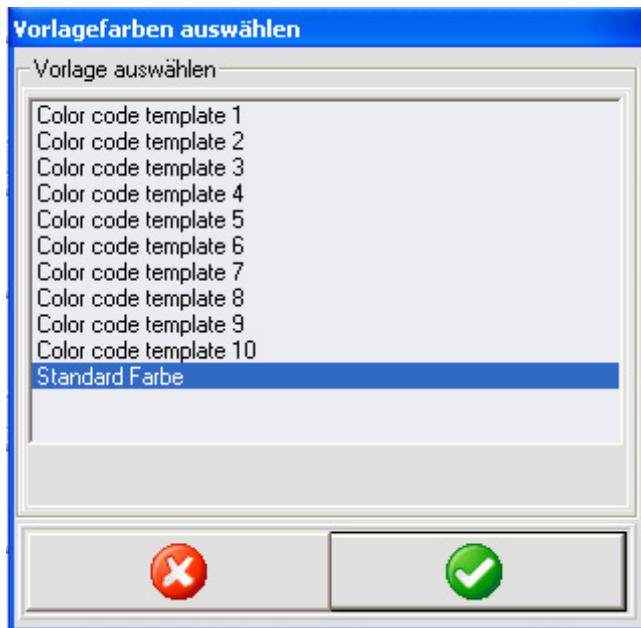 Vorlagefarben auswählen
Vorlage auswählen
Color code template 1
Color code template 2
Color code template 3
Color code template 4
Color code template 5
Color code template 6
Color code template 7
Color code template 8
Color code template 9
Color code template 10
Standard Farbe